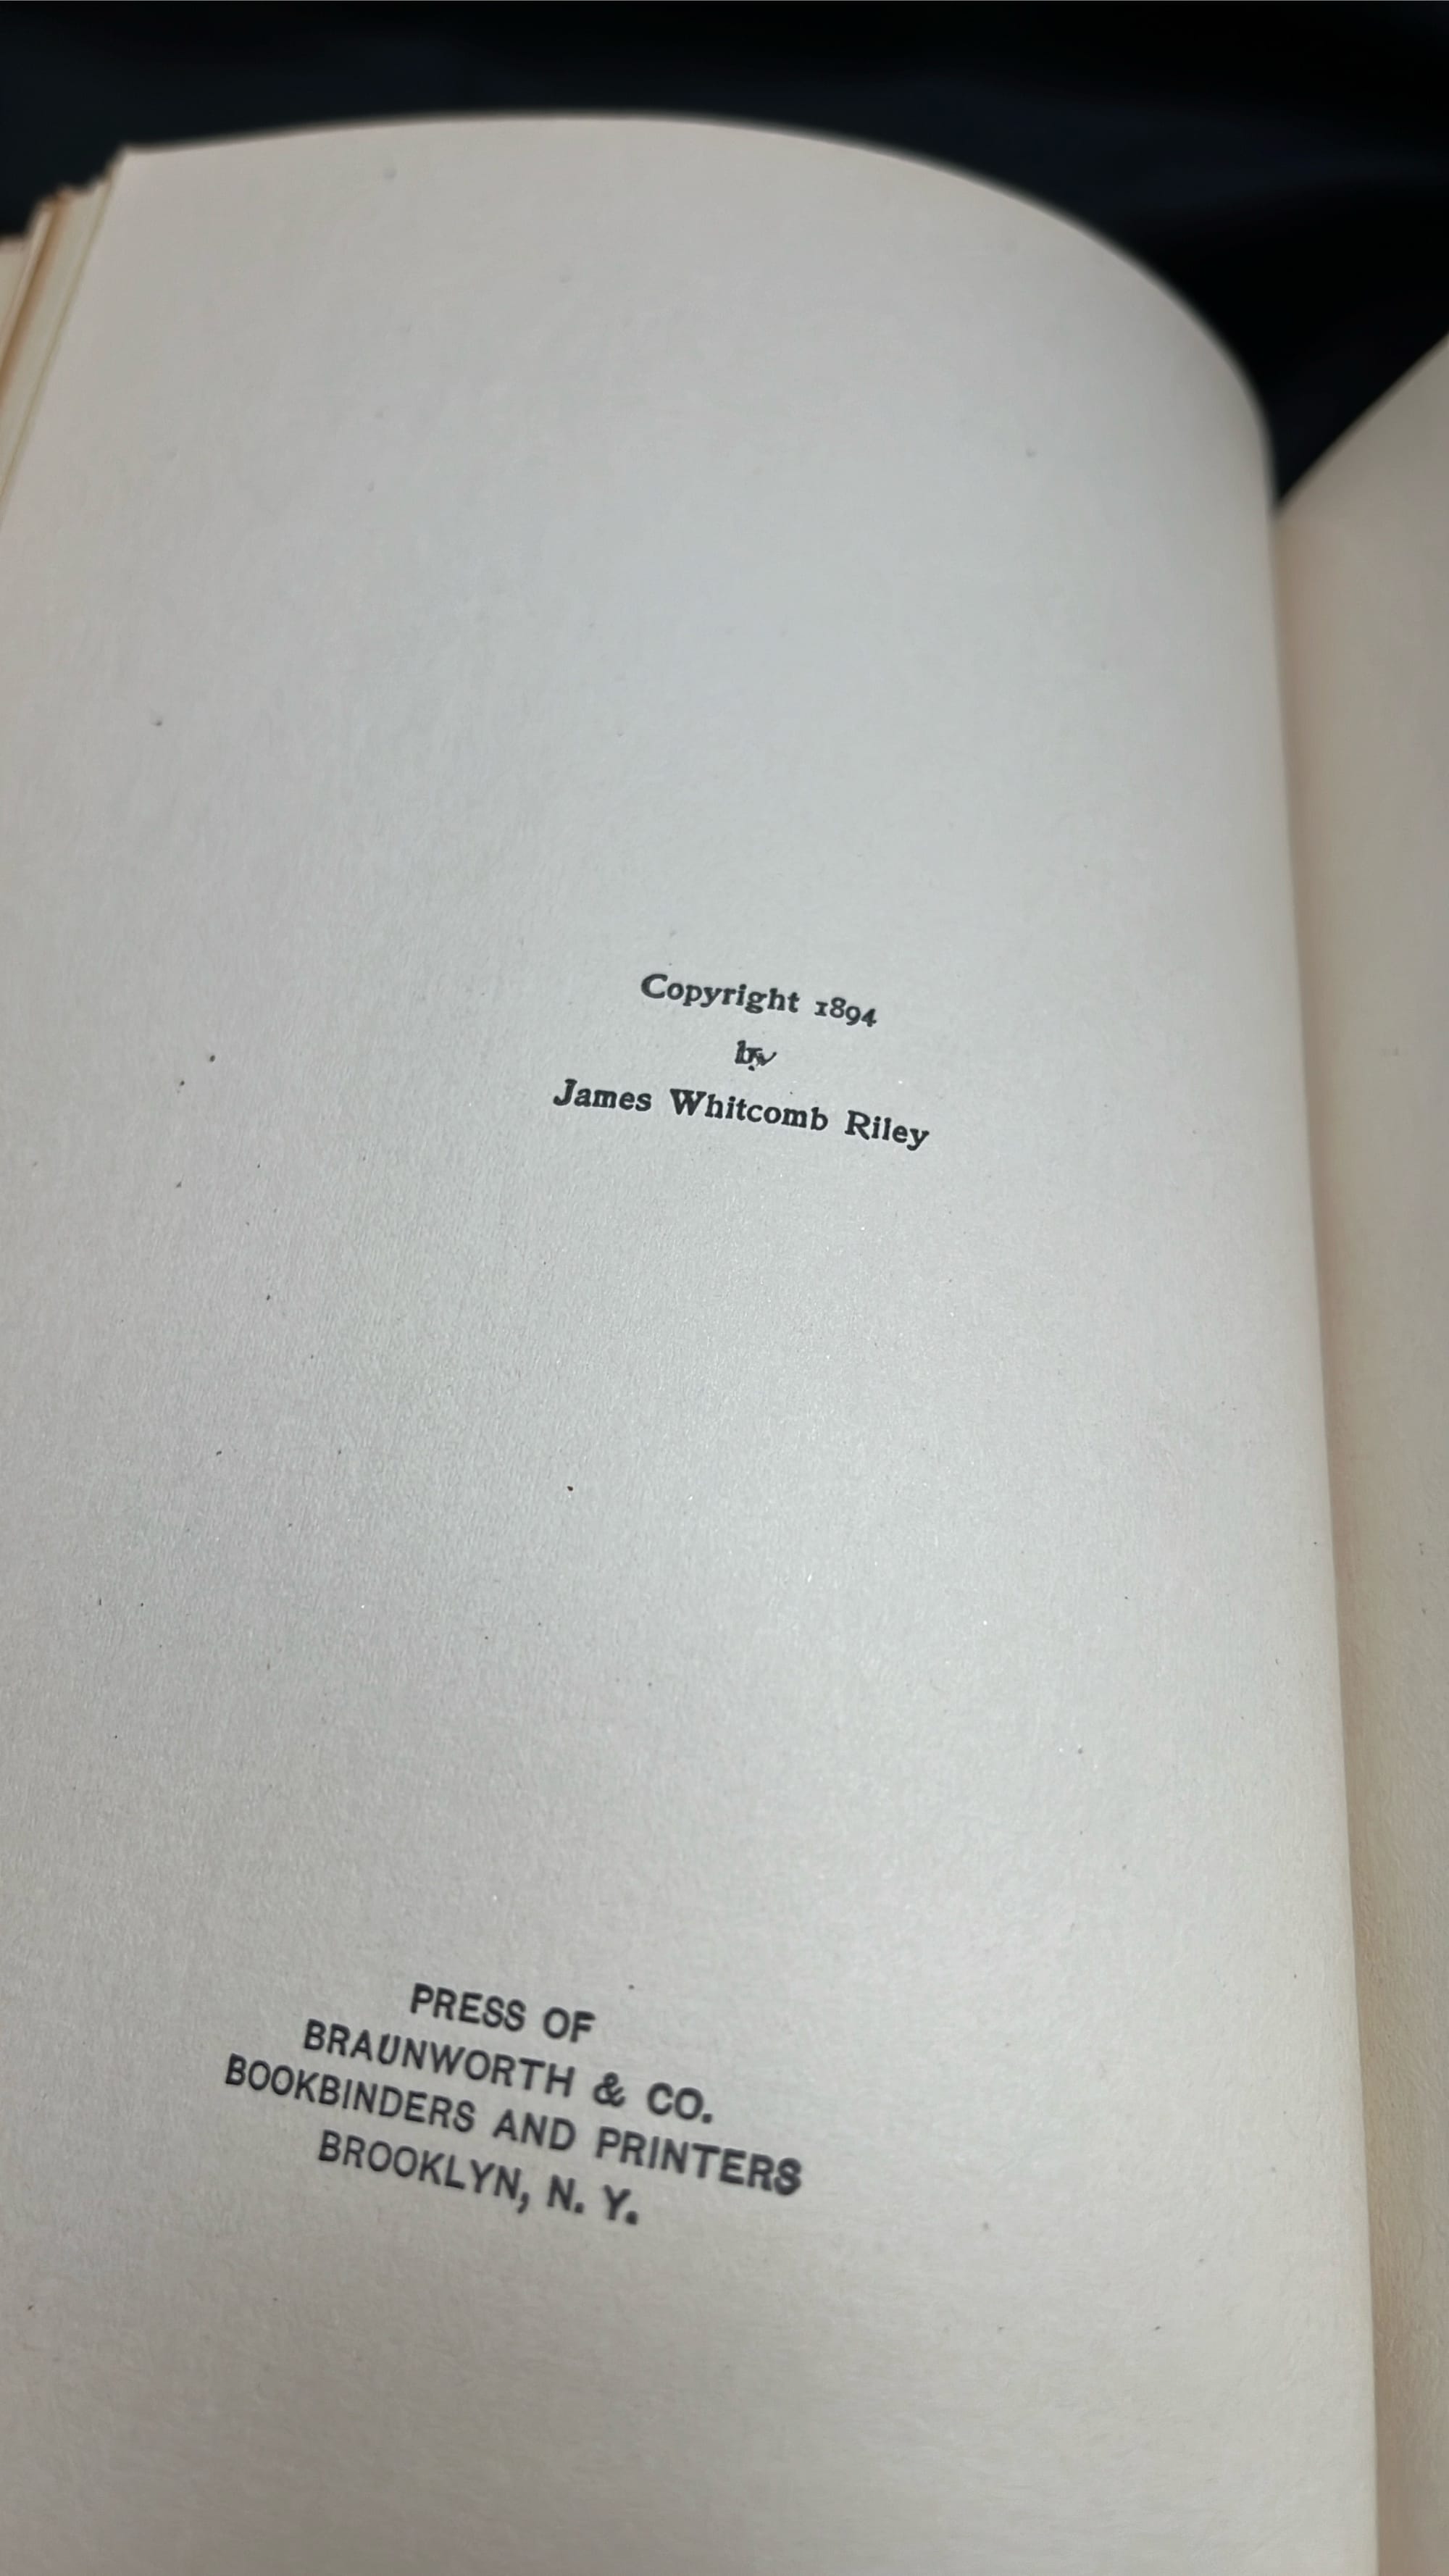 Copyright 1894
by
James Whitcomb Riley
PRESS OF
BRAUNWORTH & CO.
BOOKBINDERS AND PRINTERS
BROOKLYN, N. Y.